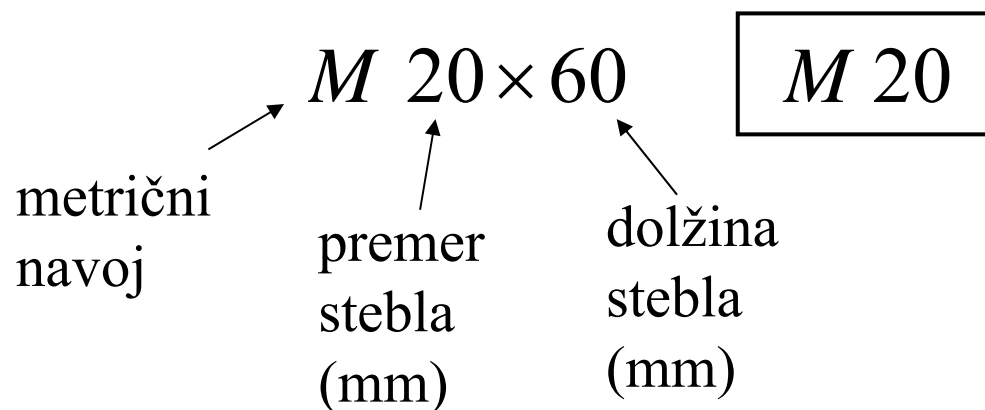 M 20×60
M 20
metrični
navoj
premer
stebla
(mm)
dolžina
stebla
(mm)